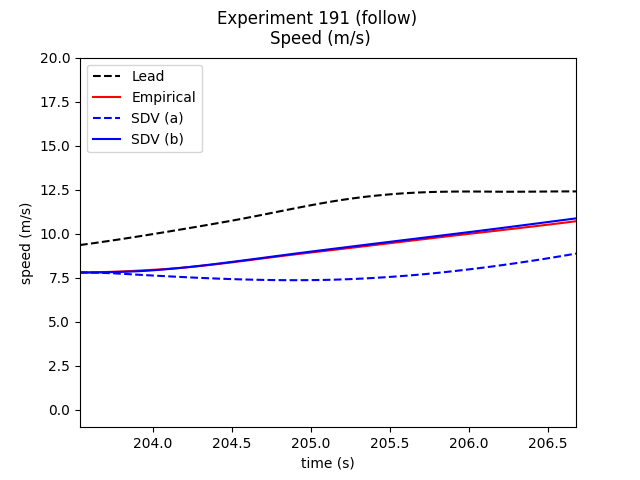 Experiment 191 (follow)
Speed (m/s)
20.0
17.5
15.0
12.5
10.0
7.5
5.0
2.5
0.0
speed (m/s)
Lead
Empirical
SDV (a)
SDV (b)
204.0 204.5 205.0 205.5 206.0 206.5
time (s)